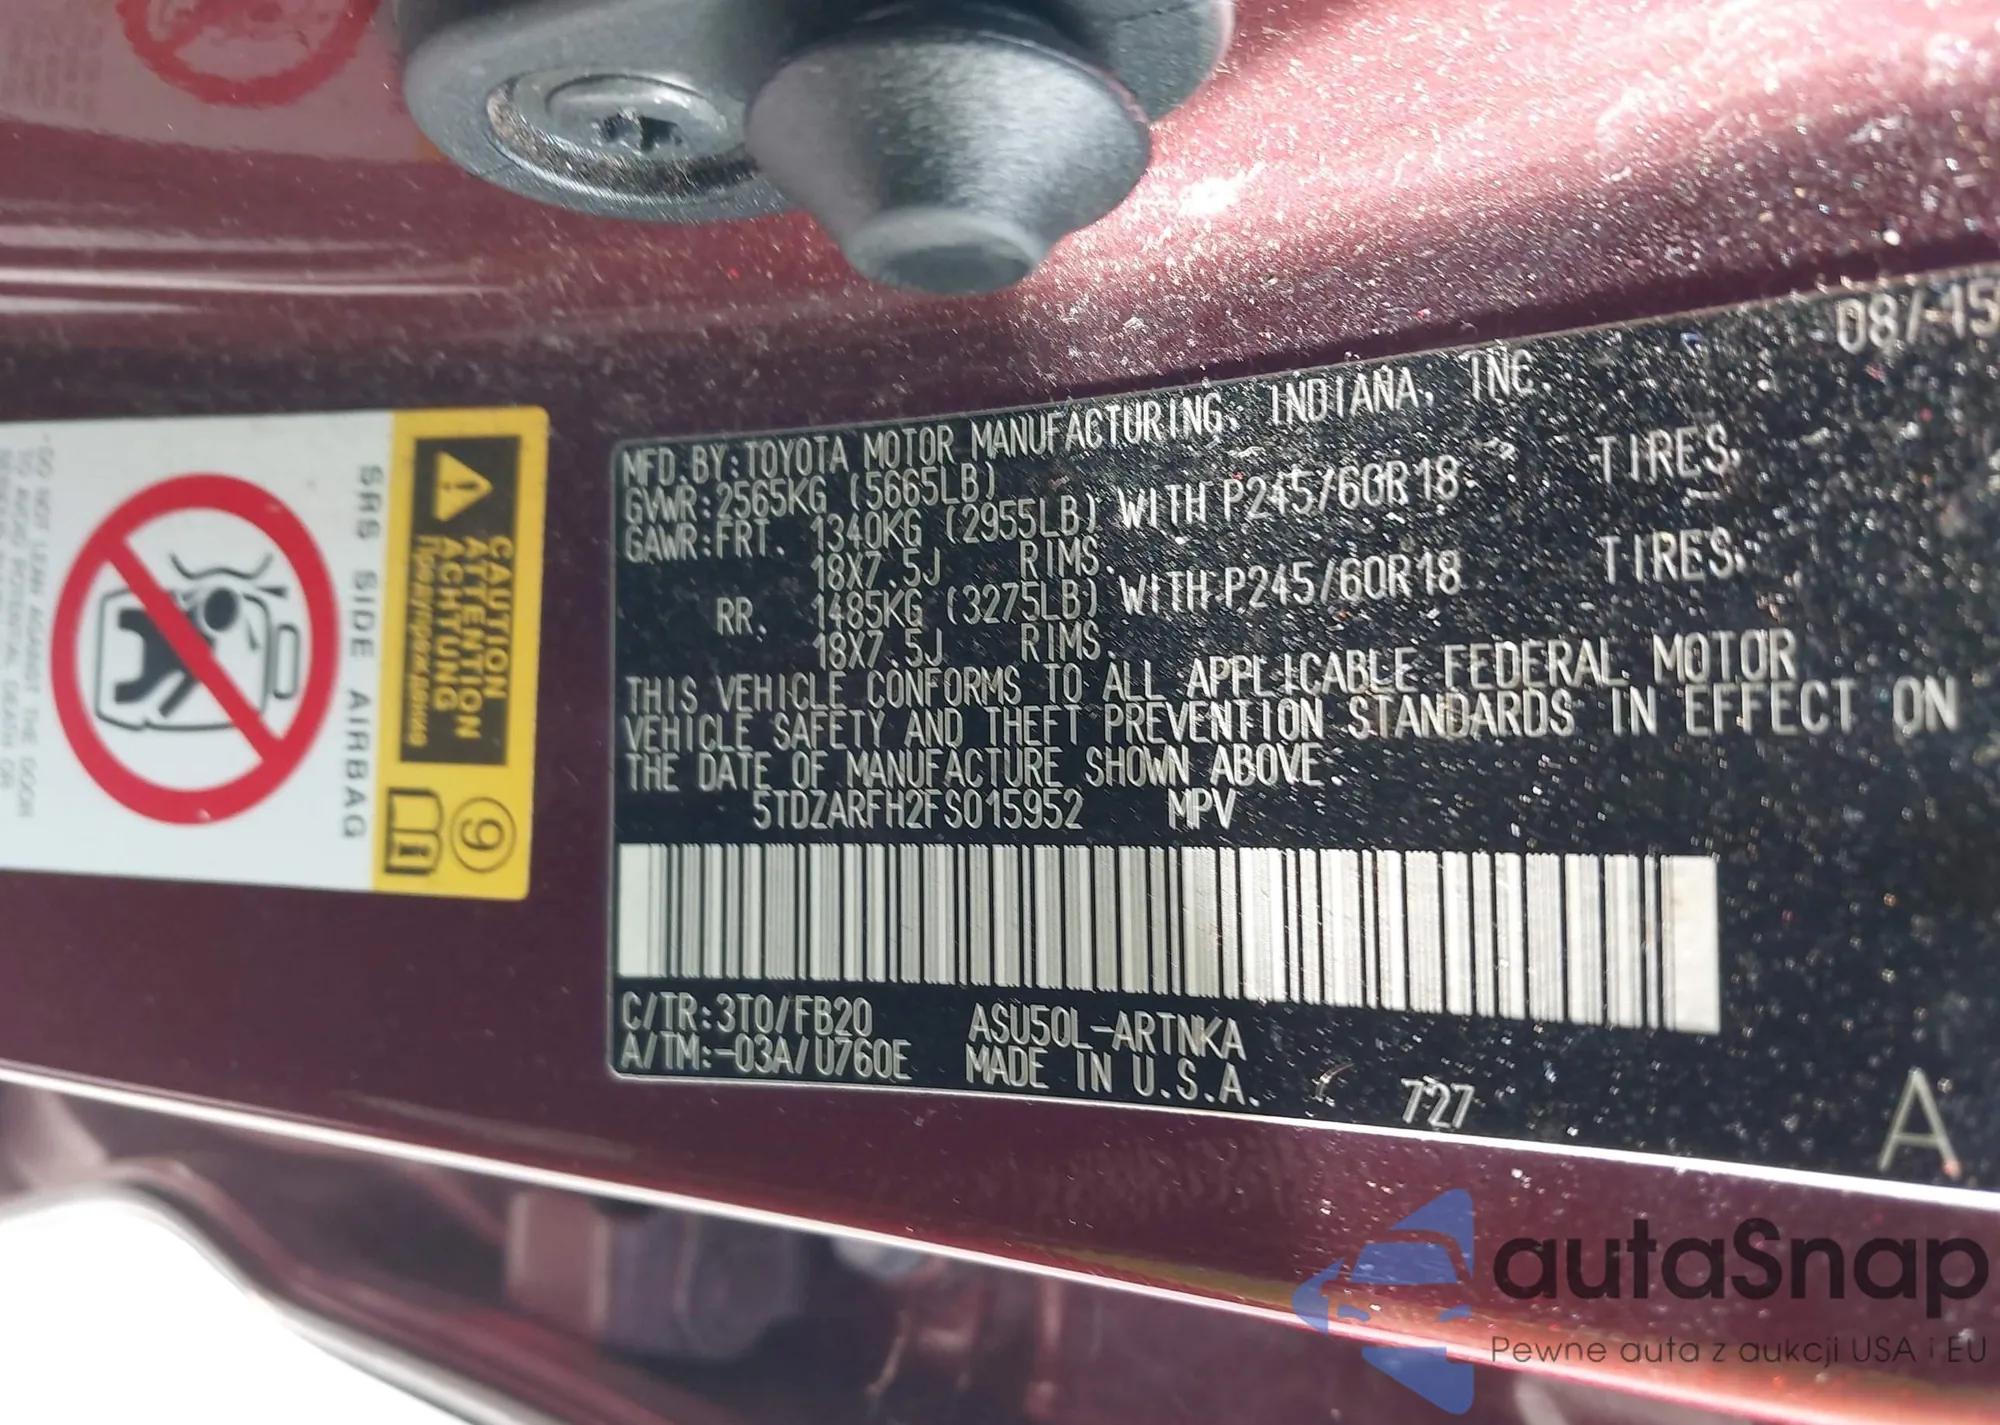 08/15
MFD.BY:TOYOTA MOTOR MANUFACTURING, INDIANA, INC.
GVWR:2565KG (5665LB)
GAWR:FRT. 1340KG (2955LB) WITH P245/60R18 TIRES,
18X7.5J RIMS.
RR. 1485KG (3275LB) WITH P245/60R18 TIRES,
18X7.5J RIMS.
THIS VEHICLE CONFORMS TO ALL APPLICABLE FEDERAL MOTOR
VEHICLE SAFETY AND THEFT PREVENTION STANDARDS IN EFFECT ON
THE DATE OF MANUFACTURE SHOWN ABOVE.
5TDZARFH2FS015952 MPV
C/TR:3T0/FB20 ASU50L-ARTNKA
A/TM:-03A/U760E MADE IN U.S.A.
727
A
CAUTION
ATTENTION
ACHTUNG
Предупреждение
SRS SIDE AIRBAG
9
i
autaSnap
Pewne auta z aukcji USA i EU